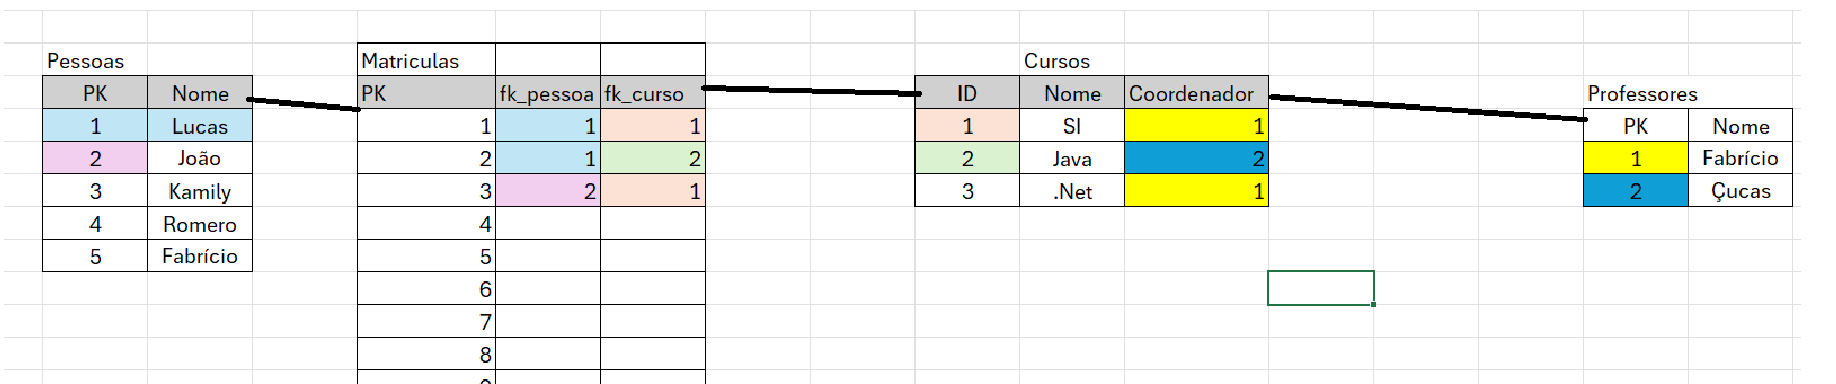 Pessoas Matriculas Cursos
PK Nome PK fk_pessoa fk_curso ID Nome Coordenador Professores
1 Lucas 1 1 1 1 SI 1 PK Nome
2 João 2 1 2 2 Java 2 1 Fabrício
3 Kamily 3 2 1 3 .Net 1 2 Çucas
4 Romero 4
5 Fabrício 5
6
7
8